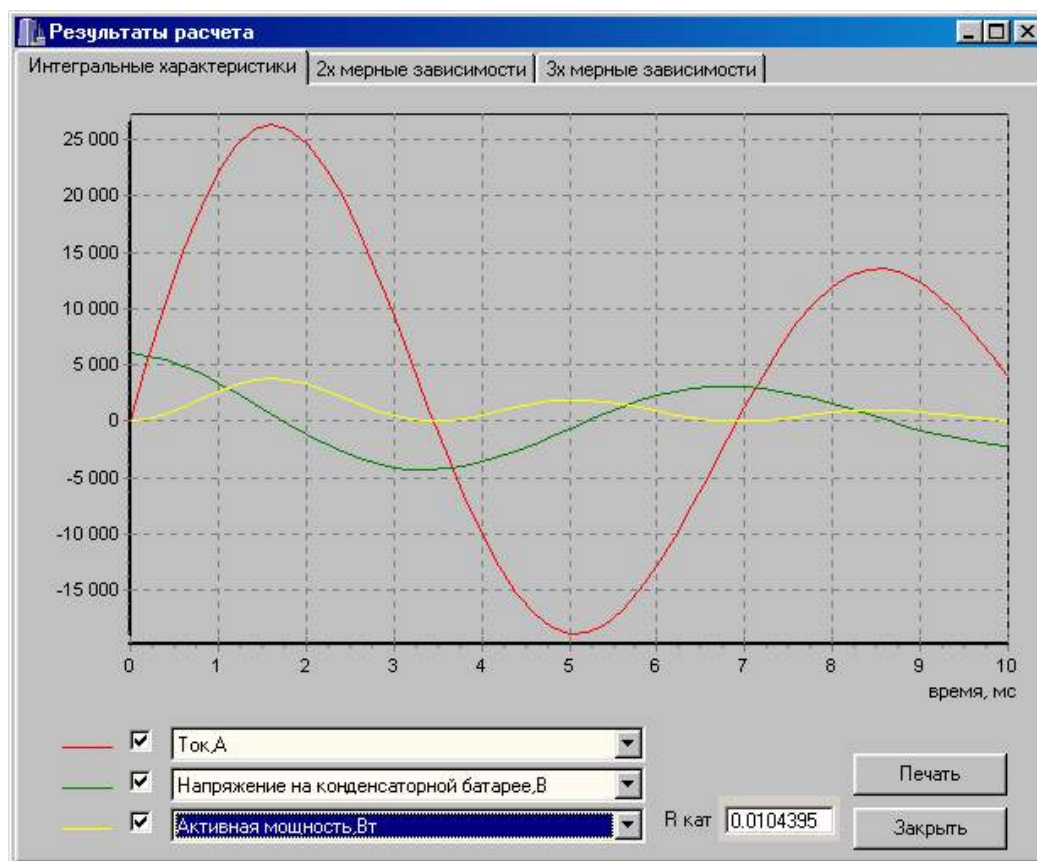 Результаты расчета
Интегральные характеристики 2х мерные зависимости 3х мерные зависимости
25 000
20 000
15 000
10 000
5 000
0
-5 000
-10 000
-15 000
0 1 2 3 4 5 6 7 8 9 10
время, мс
Ток,А
Напряжение на конденсаторной батарее,В
Активная мощность,Вт
R кат 0.0104395
Печать
Закрыть